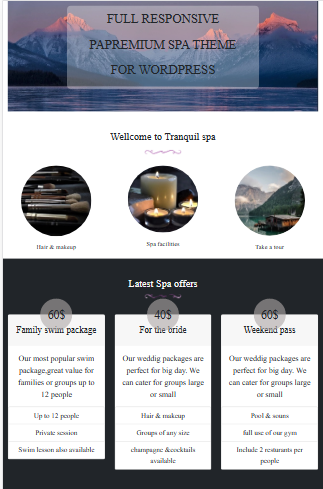 FULL RESPONSIVE
PAPREMIUM SPA THEME
FOR WORDPRESS
Wellcome to Tranquil spa
Hair & makeup
Spa facilities
Take a tour
Latest Spa offers
60$
Family swim package
Our most popular swim
package,great value for
families or groups up to
12 people
Up to 12 people
Private session
Swim lesson also available
40$
For the bride
Our weddig packages are
perfect for big day. We
can cater for groups large
or small
Hair & makeup
Groups of any size
champagne &cocktails
available
60$
Weekend pass
Our weddig packages are
perfect for big day. We
can cater for groups large
or small
Pool & souns
full use of our gym
Include 2 resturants per
people